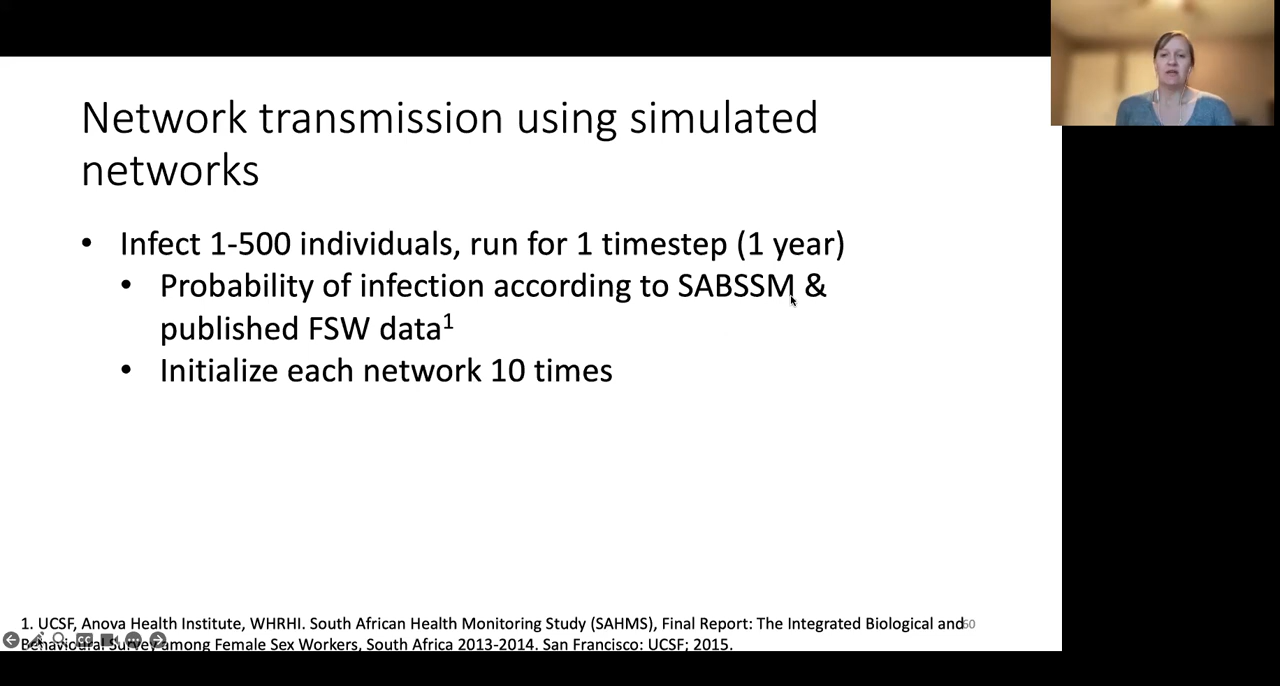 Network transmission using simulated
networks
• Infect 1-500 individuals, run for 1 timestep (1 year)
• Probability of infection according to SABSSM &
published FSW data¹
• Initialize each network 10 times
1. UCSF, Anova Health Institute, WHRHI. South African Health Monitoring Study (SAHMS), Final Report: The Integrated Biological and
60
Behavioural Survey among Female Sex Workers, South Africa 2013-2014. San Francisco: UCSF; 2015.